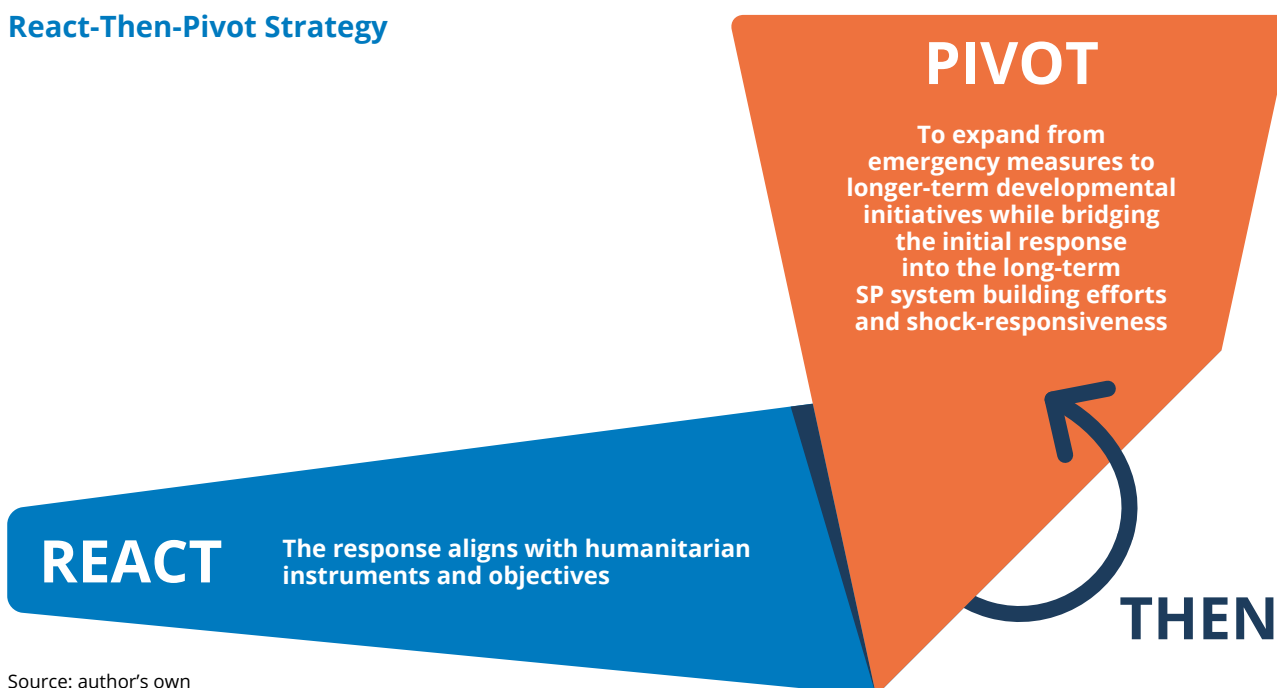 React-Then-Pivot Strategy
PIVOT
To expand from
emergency measures to
longer-term developmental
initiatives while bridging
the initial response
into the long-term
SP system building efforts
and shock-responsiveness
REACT
The response aligns with humanitarian
instruments and objectives
THEN
Source: author's own